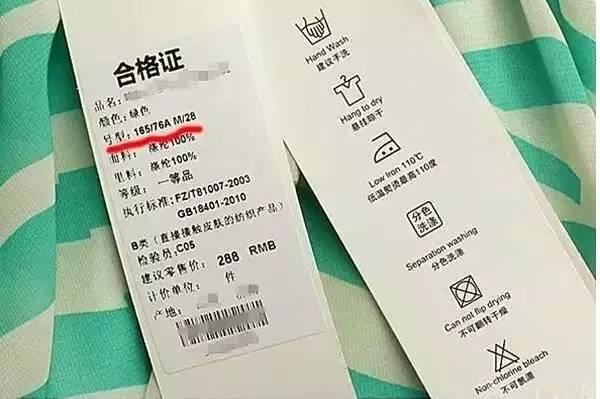 合格证
品名:
颜色: 绿色
号型: 165/76A M/28
面料: 涤纶100%
里料: 涤纶100%
等级: 一等品
执行标准: FZ/T81007-2003
GB18401-2010
B类(直接接触皮肤的纺织产品)
检验员, C05
建议零售价: 288 RMB
计价单位: 件
产地:
Hand Wash
建议手洗
Hang to dry
悬挂晾干
Low Iron 110℃
低温熨烫最高110度
分色
洗涤
Separation washing
分色洗涤
Can not flip drying
不可翻转干燥
Non-chlorine bleach
不可氯漂